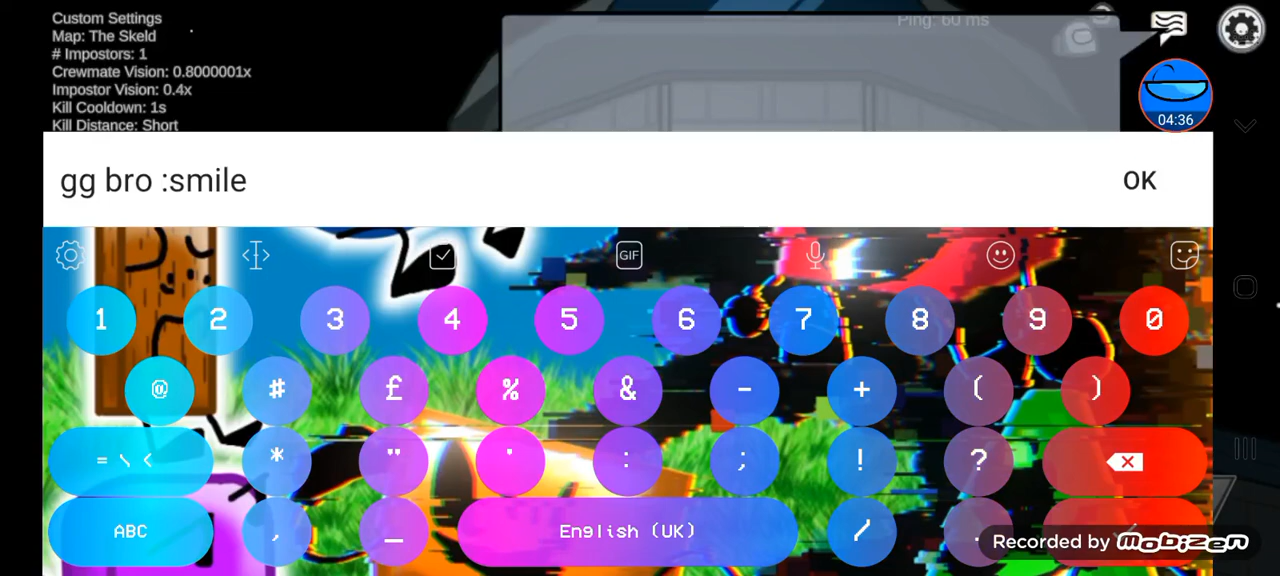 Custom Settings
Map: The Skeld
# Impostors: 1
Crewmate Vision: 0.8000001x
Impostor Vision: 0.4x
Kill Cooldown: 1s
Kill Distance: Short
Ping: 60 ms
04:36
gg bro :smile
OK
GIF
1 2 3 4 5 6 7 8 9 0
@ # £ % & - + ( )
= \ < * " ' : ; ! ?
ABC , _ English (UK) / .
Recorded by mobizen